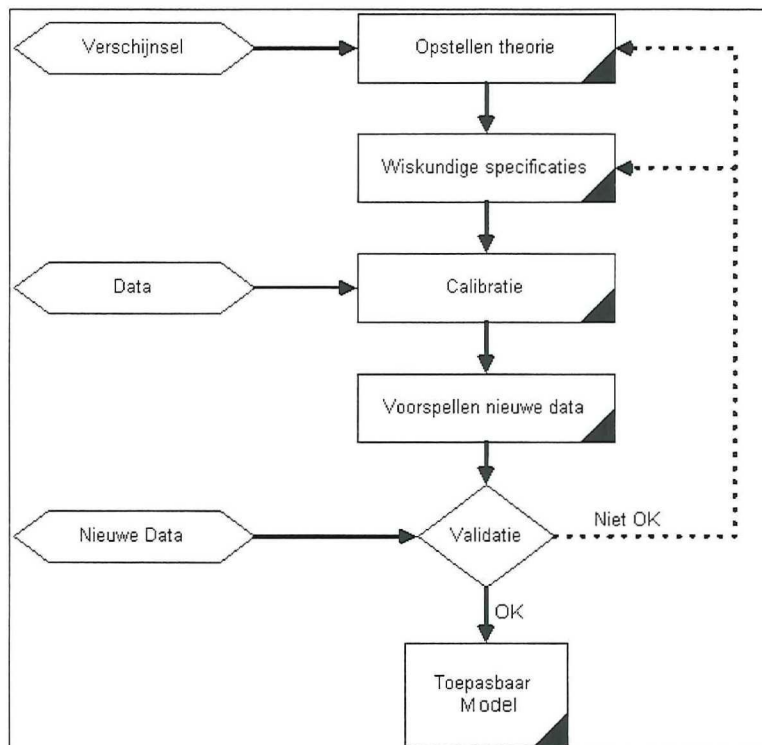 Verschijnsel
Opstellen theorie
Wiskundige specificaties
Data
Calibratie
Voorspellen nieuwe data
Nieuwe Data
Validatie
Niet OK
OK
Toepasbaar
Model